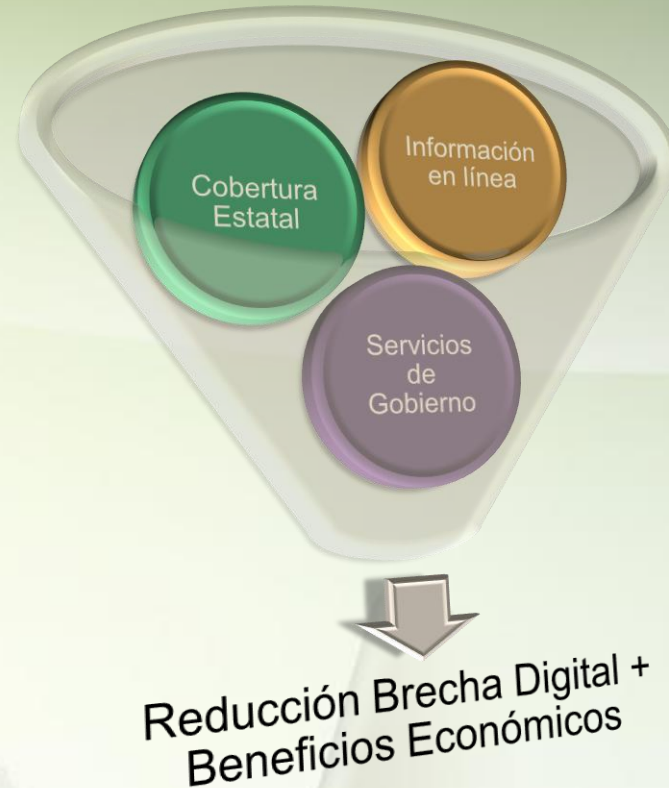 Cobertura
Estatal
Información
en línea
Servicios
de
Gobierno
Reducción Brecha Digital +
Beneficios Económicos